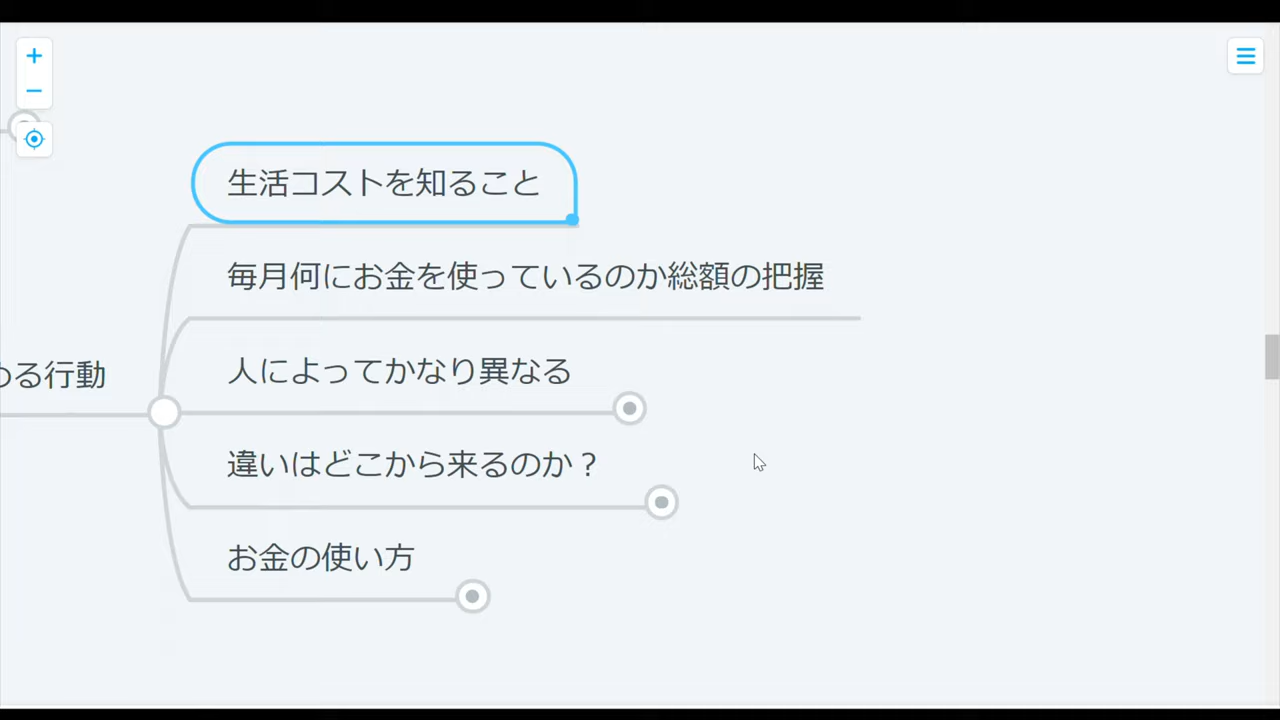 生活コストを知ること
毎月何にお金を使っているのか総額の把握
人によってかなり異なる
める行動
違いはどこから来るのか？
お金の使い方